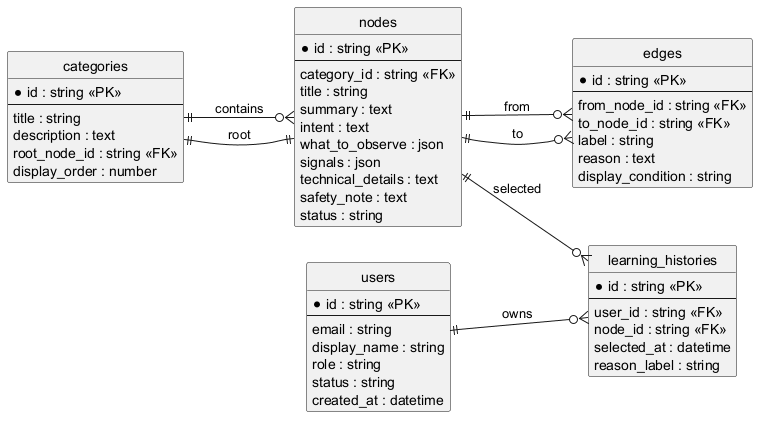 categories
id : string «PK»
title : string
description : text
root_node_id : string «FK»
display_order : number
contains
root
nodes
id : string «PK»
category_id : string «FK»
title : string
summary : text
intent : text
what_to_observe : json
signals : json
technical_details : text
safety_note : text
status : string
from
to
selected
edges
id : string «PK»
from_node_id : string «FK»
to_node_id : string «FK»
label : string
reason : text
display_condition : string
users
id : string «PK»
email : string
display_name : string
role : string
status : string
created_at : datetime
owns
learning_histories
id : string «PK»
user_id : string «FK»
node_id : string «FK»
selected_at : datetime
reason_label : string